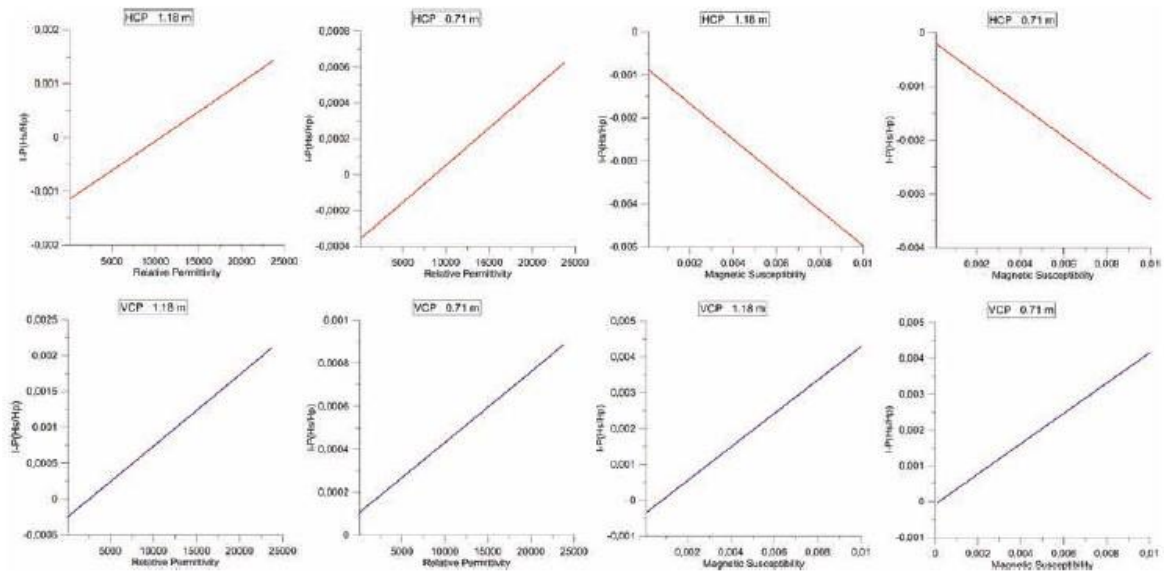 HCP 1.18 m
0.002
0.001
0
-0.001
-0.002
I-P(Hs/Hp)
5000 10000 15000 20000 25000
Relative Permittivity
HCP 0.71 m
0.0008
0.0006
0.0004
0.0002
0
-0.0002
-0.0004
I-P(Hs/Hp)
5000 10000 15000 20000 25000
Relative Permittivity
HCP 1.18 m
0
-0.001
-0.002
-0.003
-0.004
-0.005
I-P(Hs/Hp)
0.002 0.004 0.006 0.008 0.01
Magnetic Susceptibility
HCP 0.71 m
0
-0.001
-0.002
-0.003
-0.004
I-P(Hs/Hp)
0.002 0.004 0.006 0.008 0.01
Magnetic Susceptibility
VCP 1.18 m
0.0025
0.002
0.0015
0.001
0.0005
0
-0.0005
I-P(Hs/Hp)
5000 10000 15000 20000 25000
Relative Permittivity
VCP 0.71 m
0.001
0.0008
0.0006
0.0004
0.0002
0
I-P(Hs/Hp)
5000 10000 15000 20000 25000
Relative Permittivity
VCP 1.18 m
0.005
0.004
0.003
0.002
0.001
0
-0.001
I-P(Hs/Hp)
0.002 0.004 0.006 0.008 0.01
Magnetic Susceptibility
VCP 0.71 m
0.005
0.004
0.003
0.002
0.001
0
-0.001
I-P(Hs/Hp)
0 0.002 0.004 0.006 0.008 0.01
Magnetic Susceptibility